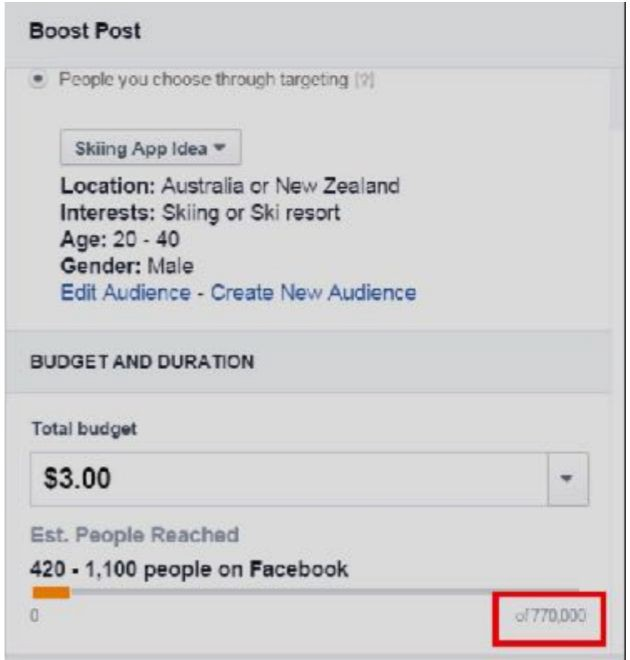 Boost Post
People you choose through targeting [?]
Skiing App Idea
Location: Australia or New Zealand
Interests: Skiing or Ski resort
Age: 20 - 40
Gender: Male
Edit Audience - Create New Audience
BUDGET AND DURATION
Total budget
$3.00
Est. People Reached
420 - 1,100 people on Facebook
0 of 770,000